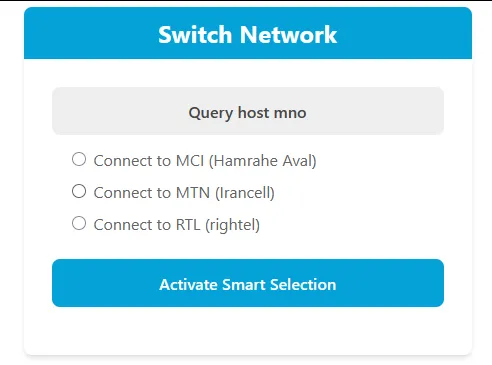 Switch Network
Query host mno
Connect to MCI (Hamrahe Aval)
Connect to MTN (Irancell)
Connect to RTL (rightel)
Activate Smart Selection